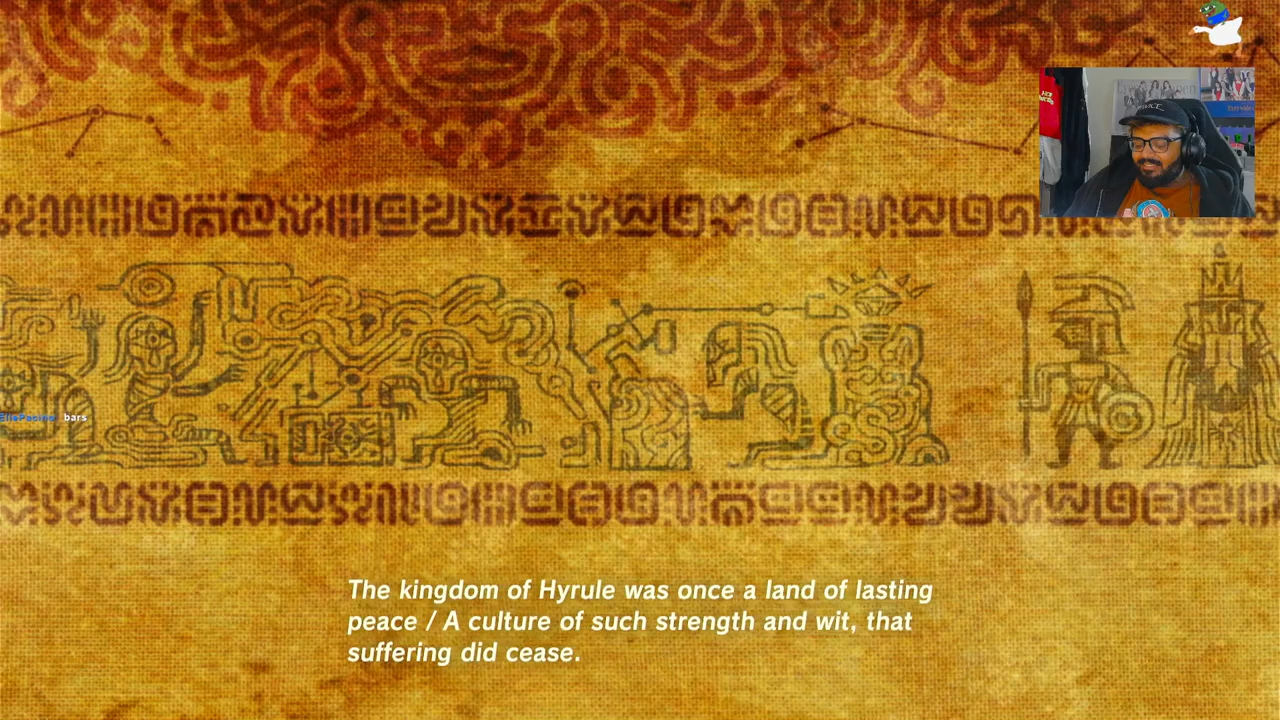 bars
The kingdom of Hyrule was once a land of lasting
peace / A culture of such strength and wit, that
suffering did cease.